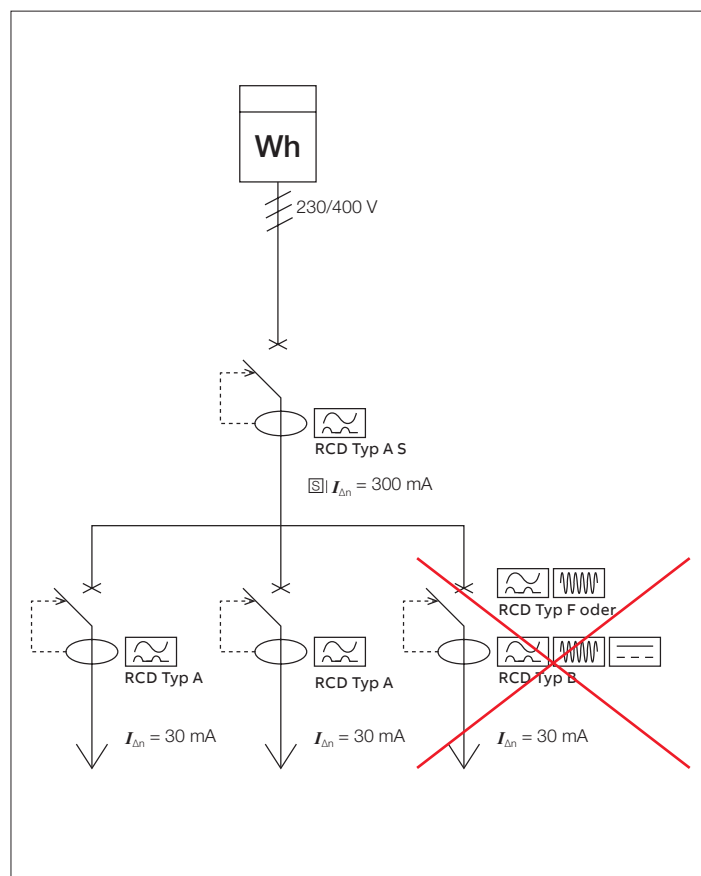 Wh
230/400 V
RCD Typ A S
S I∆n = 300 mA
RCD Typ F oder
RCD Typ A
RCD Typ A
RCD Typ B
I∆n = 30 mA
I∆n = 30 mA
I∆n = 30 mA